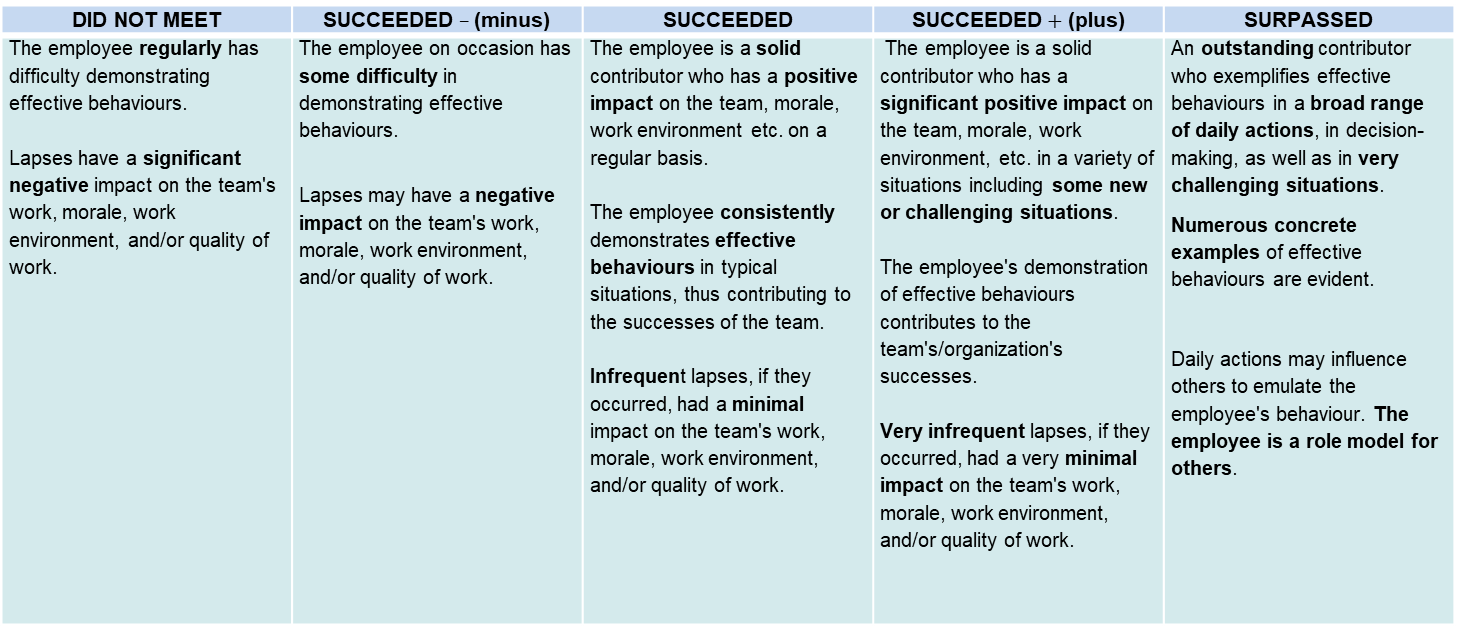 DID NOT MEET
The employee regularly has
difficulty demonstrating
effective behaviours.
Lapses have a significant
negative impact on the team's
work, morale, work
environment, and/or quality of
work.
SUCCEEDED – (minus)
The employee on occasion has
some difficulty in
demonstrating effective
behaviours.
Lapses may have a negative
impact on the team's work,
morale, work environment,
and/or quality of work.
SUCCEEDED
The employee is a solid
contributor who has a positive
impact on the team, morale,
work environment etc. on a
regular basis.
The employee consistently
demonstrates effective
behaviours in typical
situations, thus contributing to
the successes of the team.
Infrequent lapses, if they
occurred, had a minimal
impact on the team's work,
morale, work environment,
and/or quality of work.
SUCCEEDED + (plus)
The employee is a solid
contributor who has a
significant positive impact on
the team, morale, work
environment, etc. in a variety of
situations including some new
or challenging situations.
The employee's demonstration
of effective behaviours
contributes to the
team's/organization's
successes.
Very infrequent lapses, if they
occurred, had a very minimal
impact on the team's work,
morale, work environment,
and/or quality of work.
SURPASSED
An outstanding contributor
who exemplifies effective
behaviours in a broad range
of daily actions, in decision-
making, as well as in very
challenging situations.
Numerous concrete
examples of effective
behaviours are evident.
Daily actions may influence
others to emulate the
employee's behaviour. The
employee is a role model for
others.